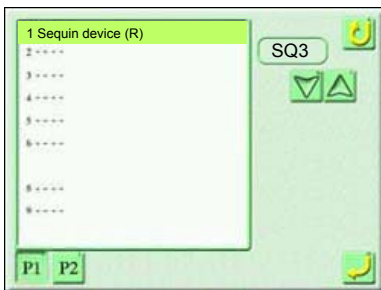 1 Sequin device (R)
SQ3
2 ----
3 ----
4 ----
5 ----
6 ----
8 ----
9 ----
P1 P2